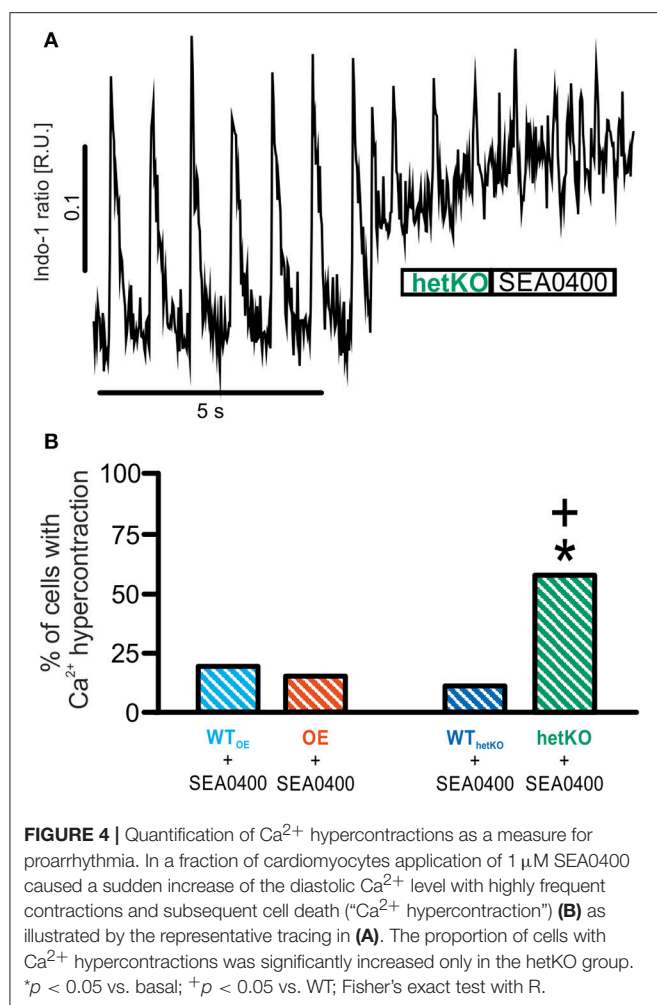 A
Indo-1 ratio [R.U.]
0.1
hetKO SEA0400
5 s
B
% of cells with
Ca²⁺ hypercontraction
100
75
50
25
0
+
*
WT_OE OE WT_hetKO hetKO
+ + + +
SEA0400 SEA0400 SEA0400 SEA0400
FIGURE 4 | Quantification of Ca²⁺ hypercontractions as a measure for
proarrhythmia. In a fraction of cardiomyocytes application of 1 μM SEA0400
caused a sudden increase of the diastolic Ca²⁺ level with highly frequent
contractions and subsequent cell death (“Ca²⁺ hypercontraction”) (B) as
illustrated by the representative tracing in (A). The proportion of cells with
Ca²⁺ hypercontractions was significantly increased only in the hetKO group.
*p < 0.05 vs. basal; ⁺p < 0.05 vs. WT; Fisher’s exact test with R.